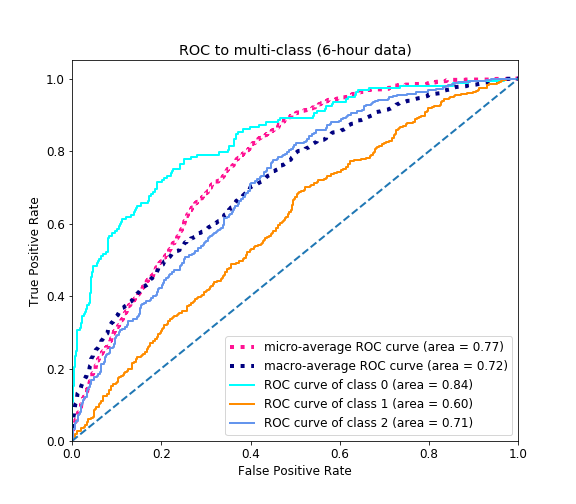 ROC to multi-class (6-hour data)
True Positive Rate
1.0
0.8
0.6
0.4
0.2
0.0
micro-average ROC curve (area = 0.77)
macro-average ROC curve (area = 0.72)
ROC curve of class 0 (area = 0.84)
ROC curve of class 1 (area = 0.60)
ROC curve of class 2 (area = 0.71)
0.0 0.2 0.4 0.6 0.8 1.0
False Positive Rate